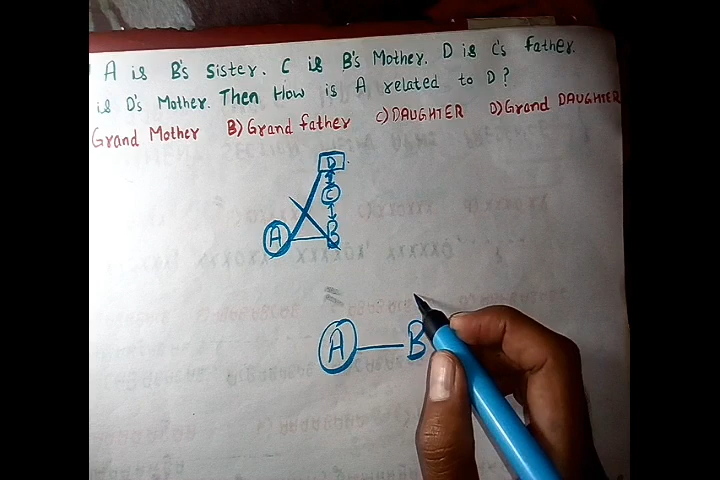 A is B's Sister. C is B's Mother. D is C's father.
is D's Mother. Then How is A related to D?
Grand Mother B) Grand father C) DAUGHTER D) Grand DAUGHTER
D
C
A B
A B